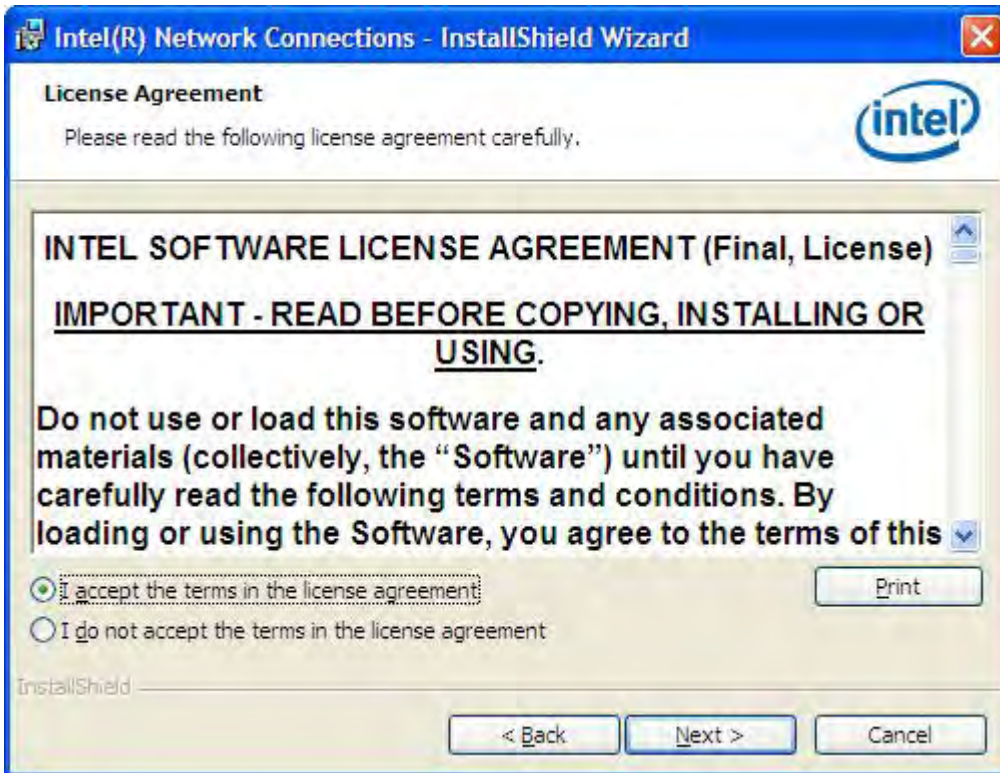 Intel(R) Network Connections - InstallShield Wizard
License Agreement
Please read the following license agreement carefully.
intel
INTEL SOFTWARE LICENSE AGREEMENT (Final, License)
IMPORTANT - READ BEFORE COPYING, INSTALLING OR
USING.
Do not use or load this software and any associated
materials (collectively, the “Software”) until you have
carefully read the following terms and conditions. By
loading or using the Software, you agree to the terms of this
I accept the terms in the license agreement
Print
I do not accept the terms in the license agreement
InstallShield
< Back
Next >
Cancel